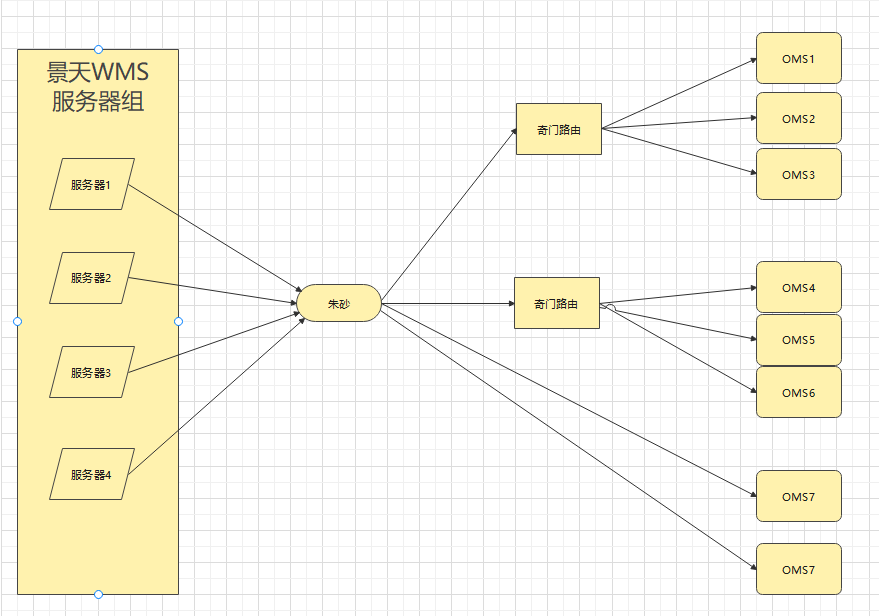 景天WMS
服务器组
服务器1
服务器2
服务器3
服务器4
朱砂
奇门路由
奇门路由
OMS1
OMS2
OMS3
OMS4
OMS5
OMS6
OMS7
OMS7